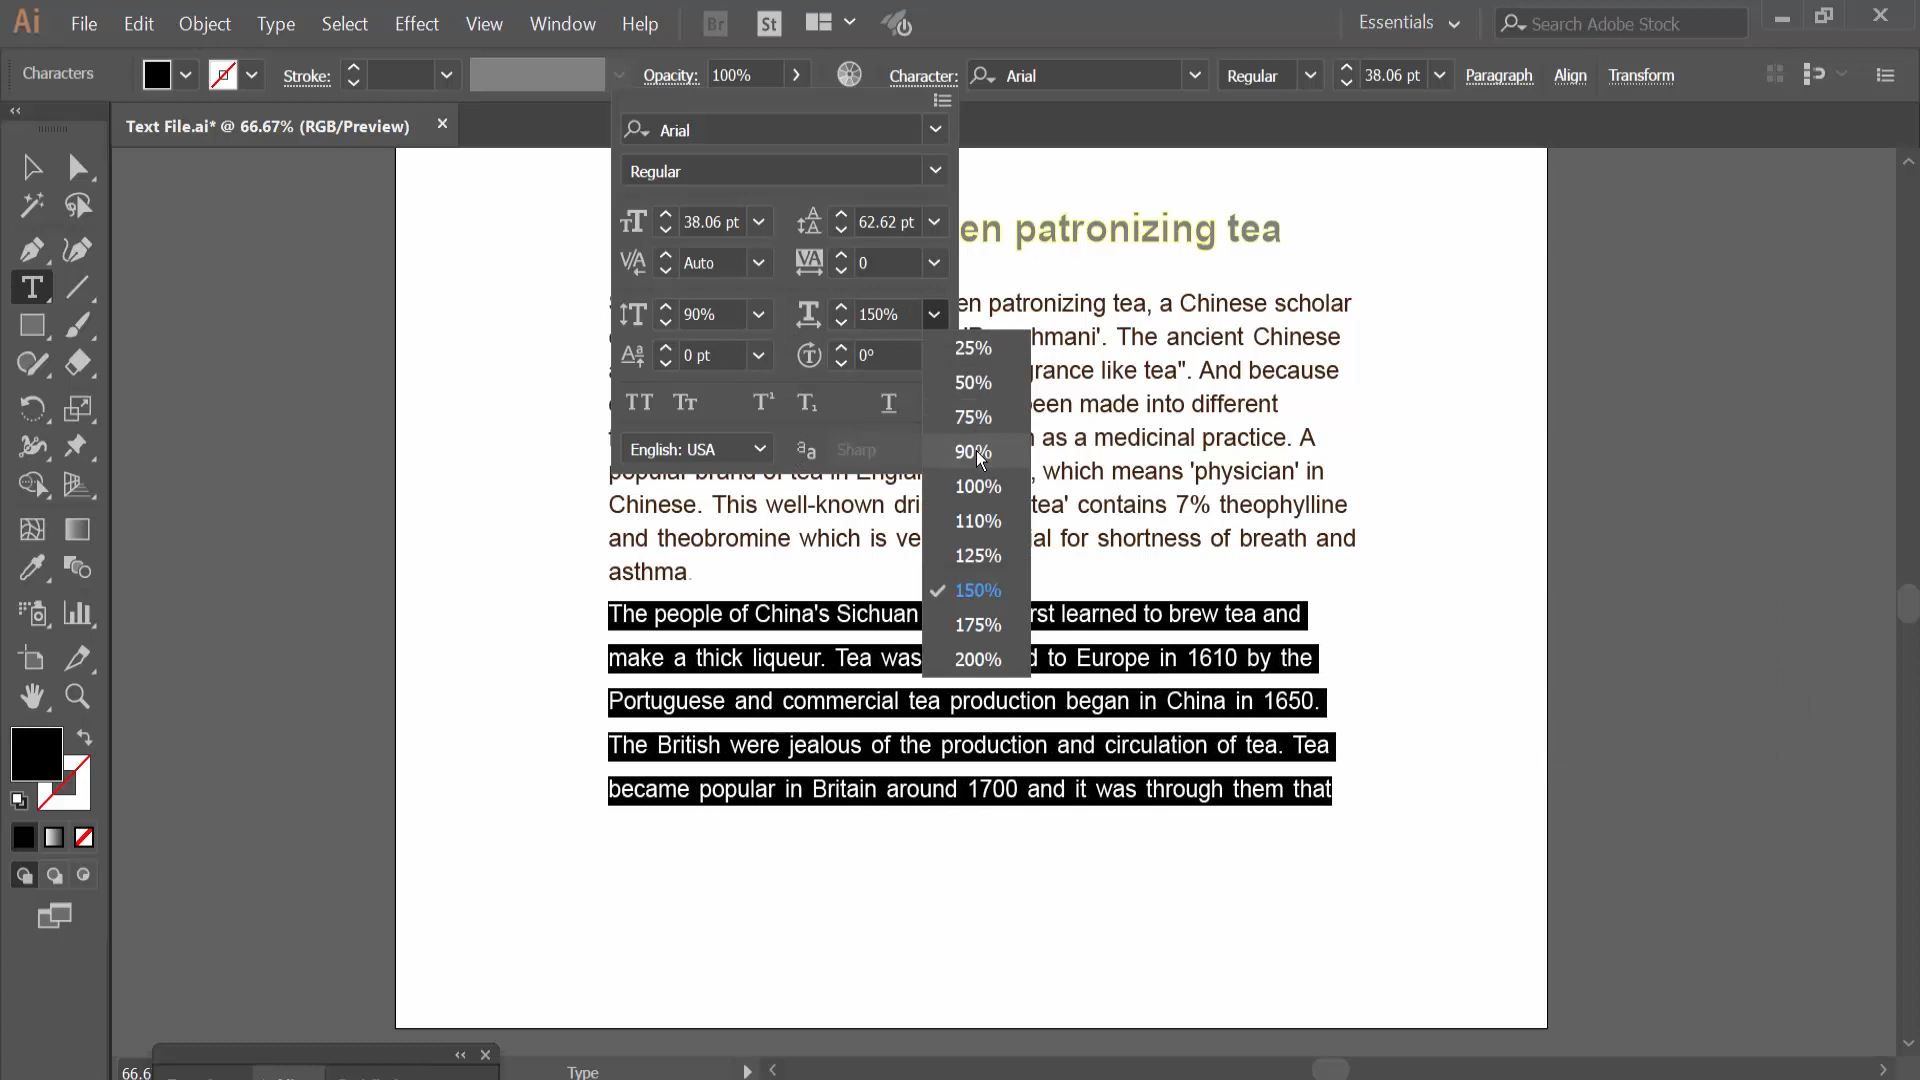 Ai File Edit Object Type Select Effect View Window Help Br St Essentials Search Adobe Stock
Characters Stroke: Opacity: 100% Character: Arial Regular 38.06 pt Paragraph Align Transform
Text File.ai* @ 66.67% (RGB/Preview)
Arial
Regular
38.06 pt 62.62 pt
Auto 0
90% 150%
0 pt 0°
English: USA Sharp
25%
50%
75%
90%
100%
110%
125%
150%
175%
200%
en patronizing tea
en patronizing tea, a Chinese scholar
hmani'. The ancient Chinese
grance like tea". And because
een made into different
as a medicinal practice. A
popular brand of tea in Englan , which means 'physician' in
Chinese. This well-known dri tea' contains 7% theophylline
and theobromine which is ve ial for shortness of breath and
asthma.
The people of China's Sichuan rst learned to brew tea and
make a thick liqueur. Tea was d to Europe in 1610 by the
Portuguese and commercial tea production began in China in 1650.
The British were jealous of the production and circulation of tea. Tea
became popular in Britain around 1700 and it was through them that
66.6 Type